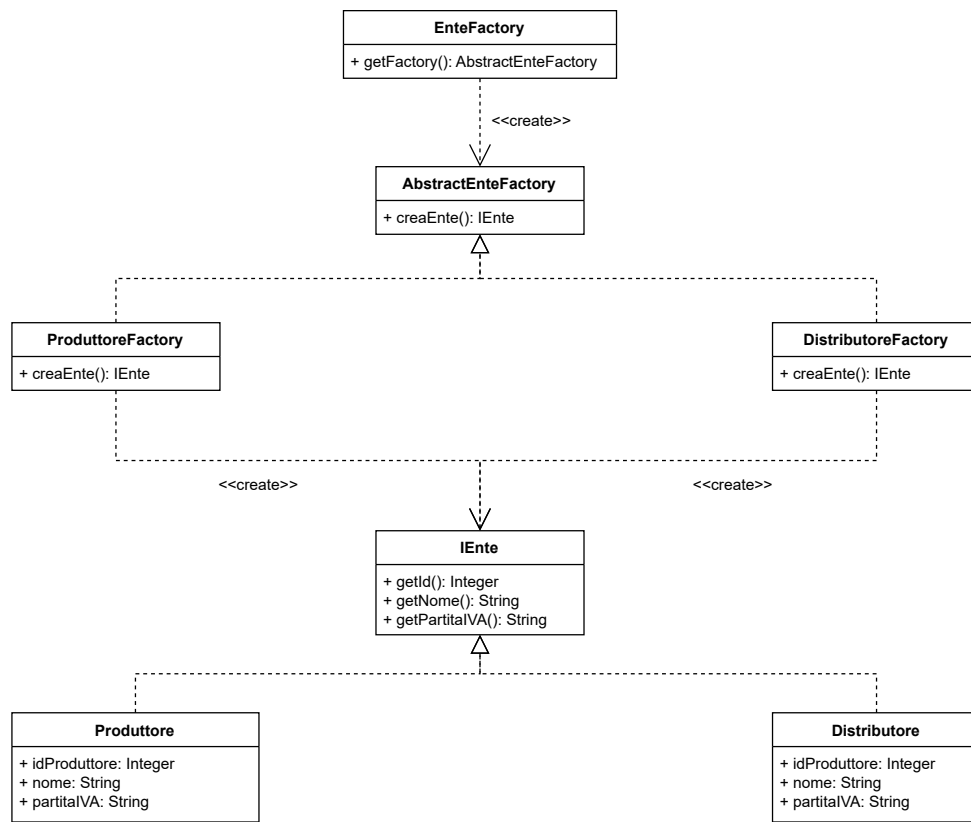 EnteFactory
+ getFactory(): AbstractEnteFactory
<<create>>
AbstractEnteFactory
+ creaEnte(): IEnte
ProduttoreFactory
+ creaEnte(): IEnte
DistributoreFactory
+ creaEnte(): IEnte
<<create>>
<<create>>
IEnte
+ getId(): Integer
+ getNome(): String
+ getPartitaIVA(): String
Produttore
+ idProduttore: Integer
+ nome: String
+ partitaIVA: String
Distributore
+ idProduttore: Integer
+ nome: String
+ partitaIVA: String